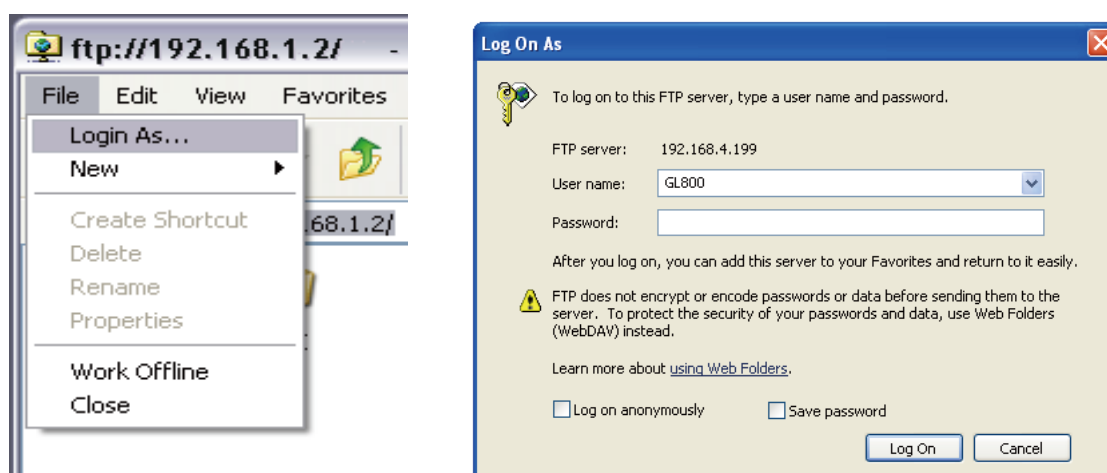 ftp://192.168.1.2/ -
File Edit View Favorites
Login As...
New
Create Shortcut
.68.1.2/
Delete
Rename
Properties
Work Offline
Close
Log On As
To log on to this FTP server, type a user name and password.
FTP server: 192.168.4.199
User name: GL800
Password:
After you log on, you can add this server to your Favorites and return to it easily.
FTP does not encrypt or encode passwords or data before sending them to the
server. To protect the security of your passwords and data, use Web Folders
(WebDAV) instead.
Learn more about using Web Folders.
Log on anonymously Save password
Log On Cancel